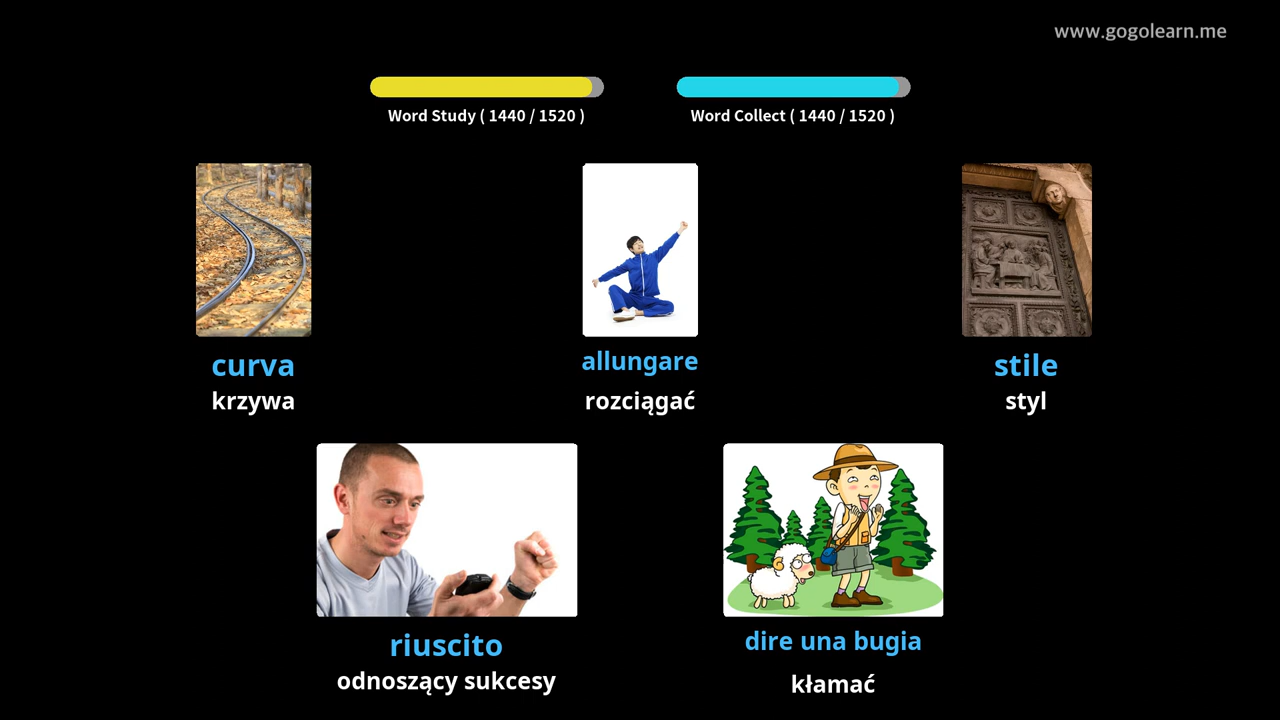 www.gogolearn.me
Word Study ( 1440 / 1520 )
Word Collect ( 1440 / 1520 )
curva
krzywa
allungare
rozciągać
stile
styl
riuscito
odnoszący sukcesy
dire una bugia
kłamać